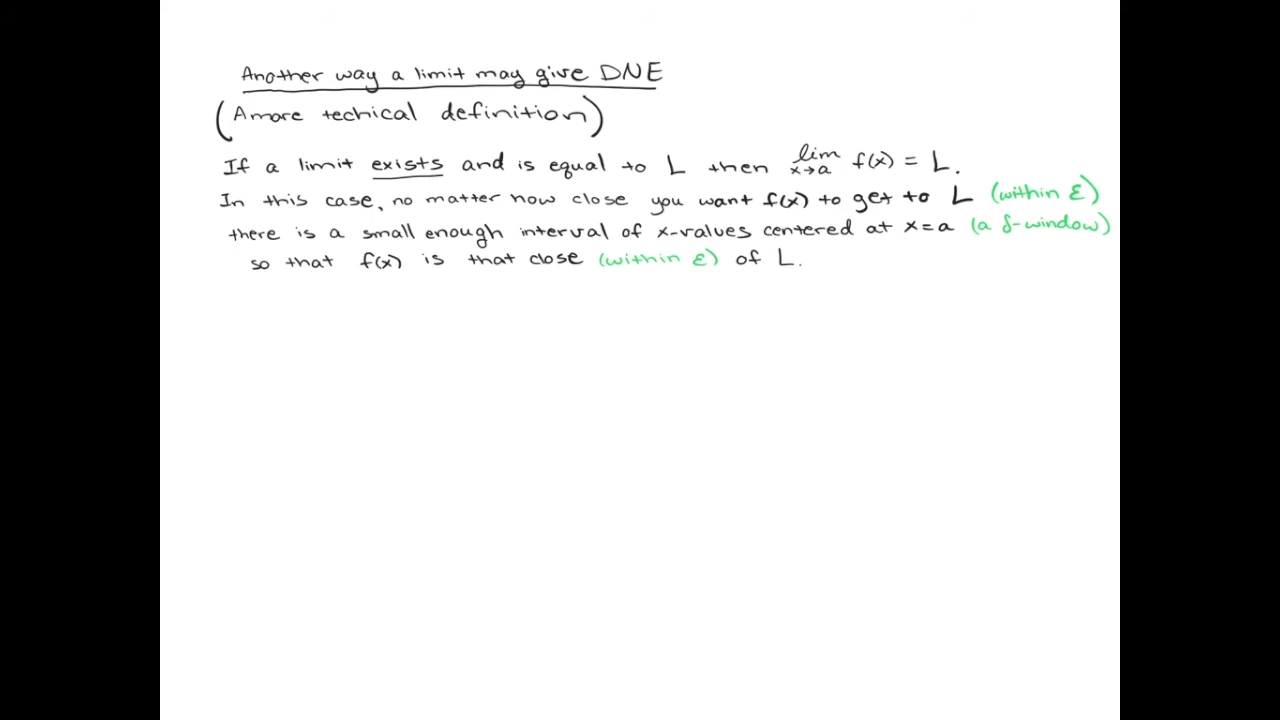 Another way a limit may give DNE
(A more techical definition)
If a limit exists and is equal to L then lim x→a f(x) = L.
In this case, no matter how close you want f(x) to get to L (within ε)
there is a small enough interval of x-values centered at x=a (a δ-window)
so that f(x) is that close (within ε) of L.